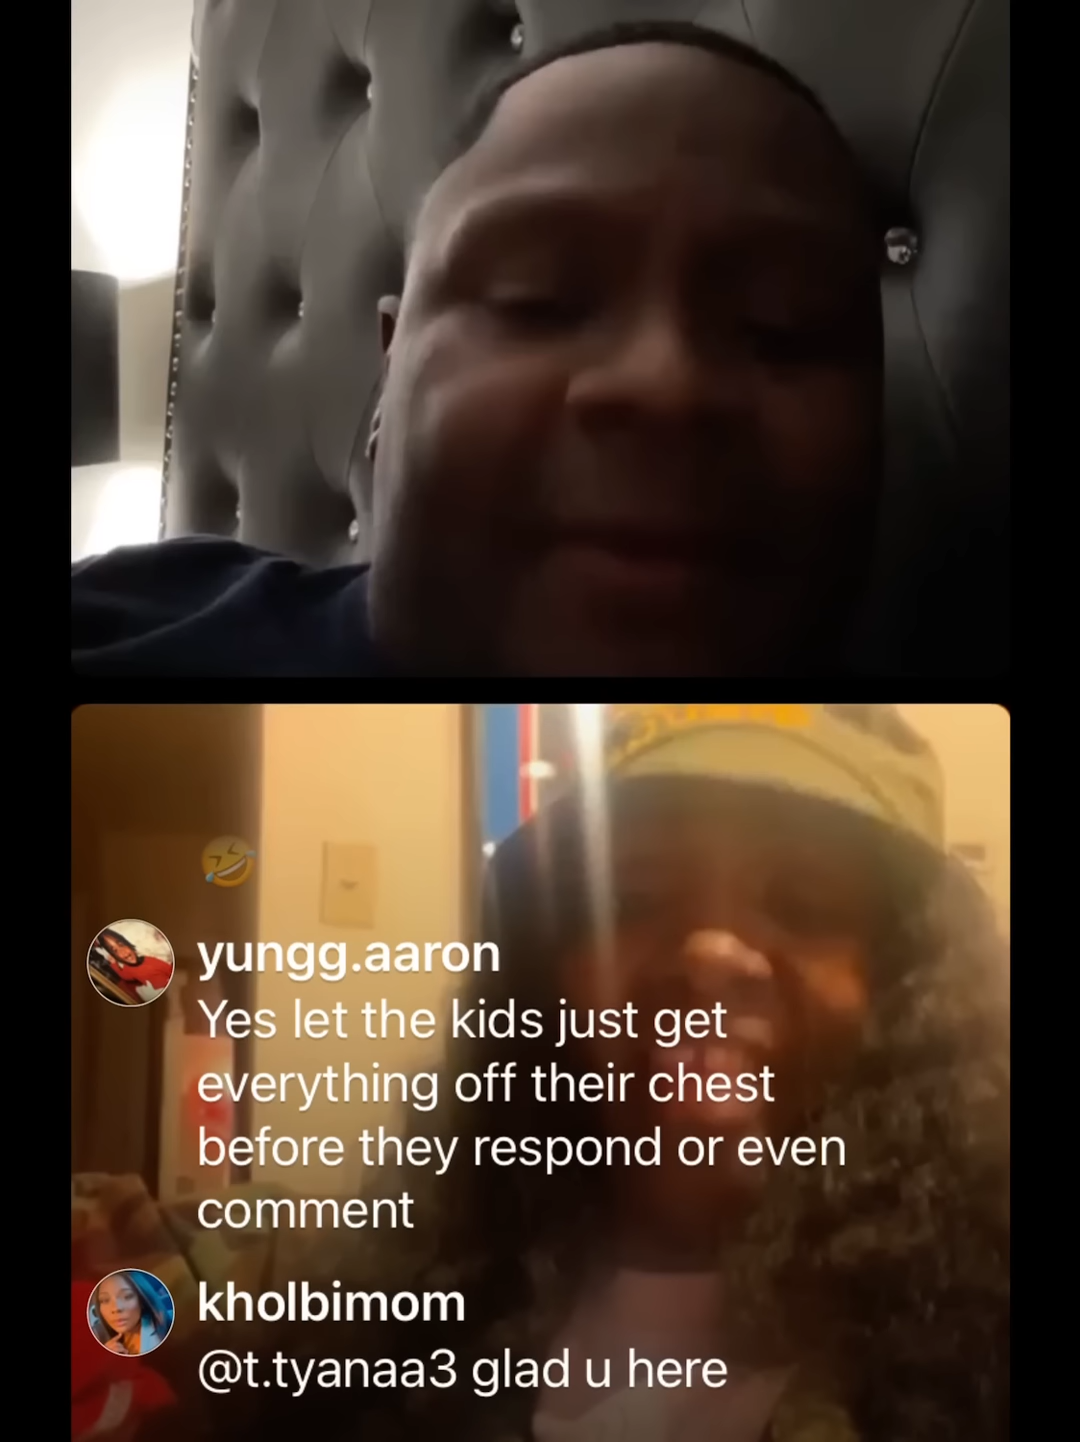 yungg.aaron
Yes let the kids just get
everything off their chest
before they respond or even
comment
kholbimom
@t.tyanaa3 glad u here